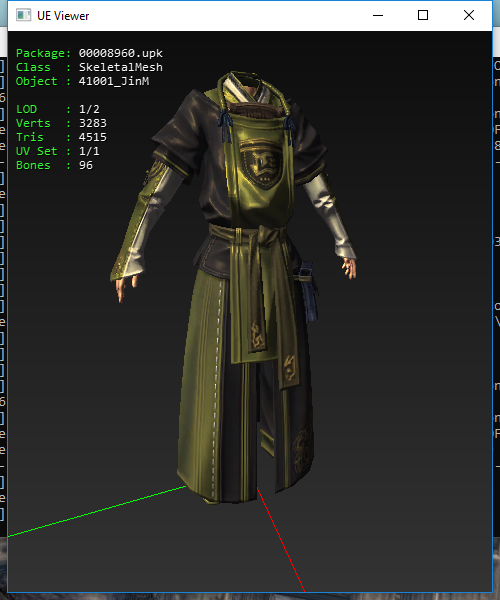 UE Viewer
Package: 00008960.upk
Class : SkeletalMesh
Object : 41001_JinM
LOD : 1/2
Verts : 3283
Tris : 4515
UV Set : 1/1
Bones : 96